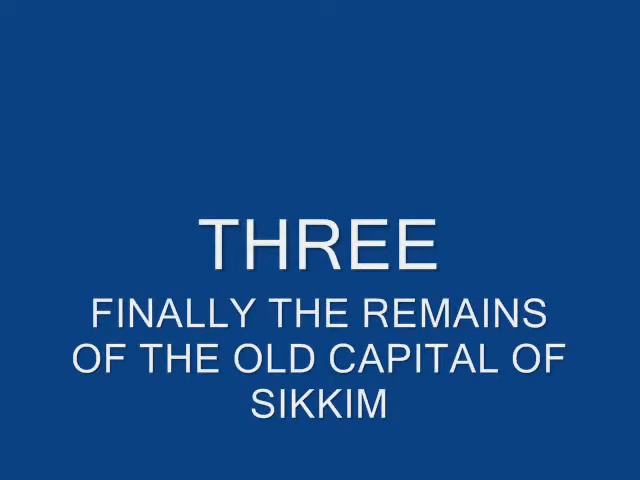 THREE
FINALLY THE REMAINS
OF THE OLD CAPITAL OF
SIKKIM